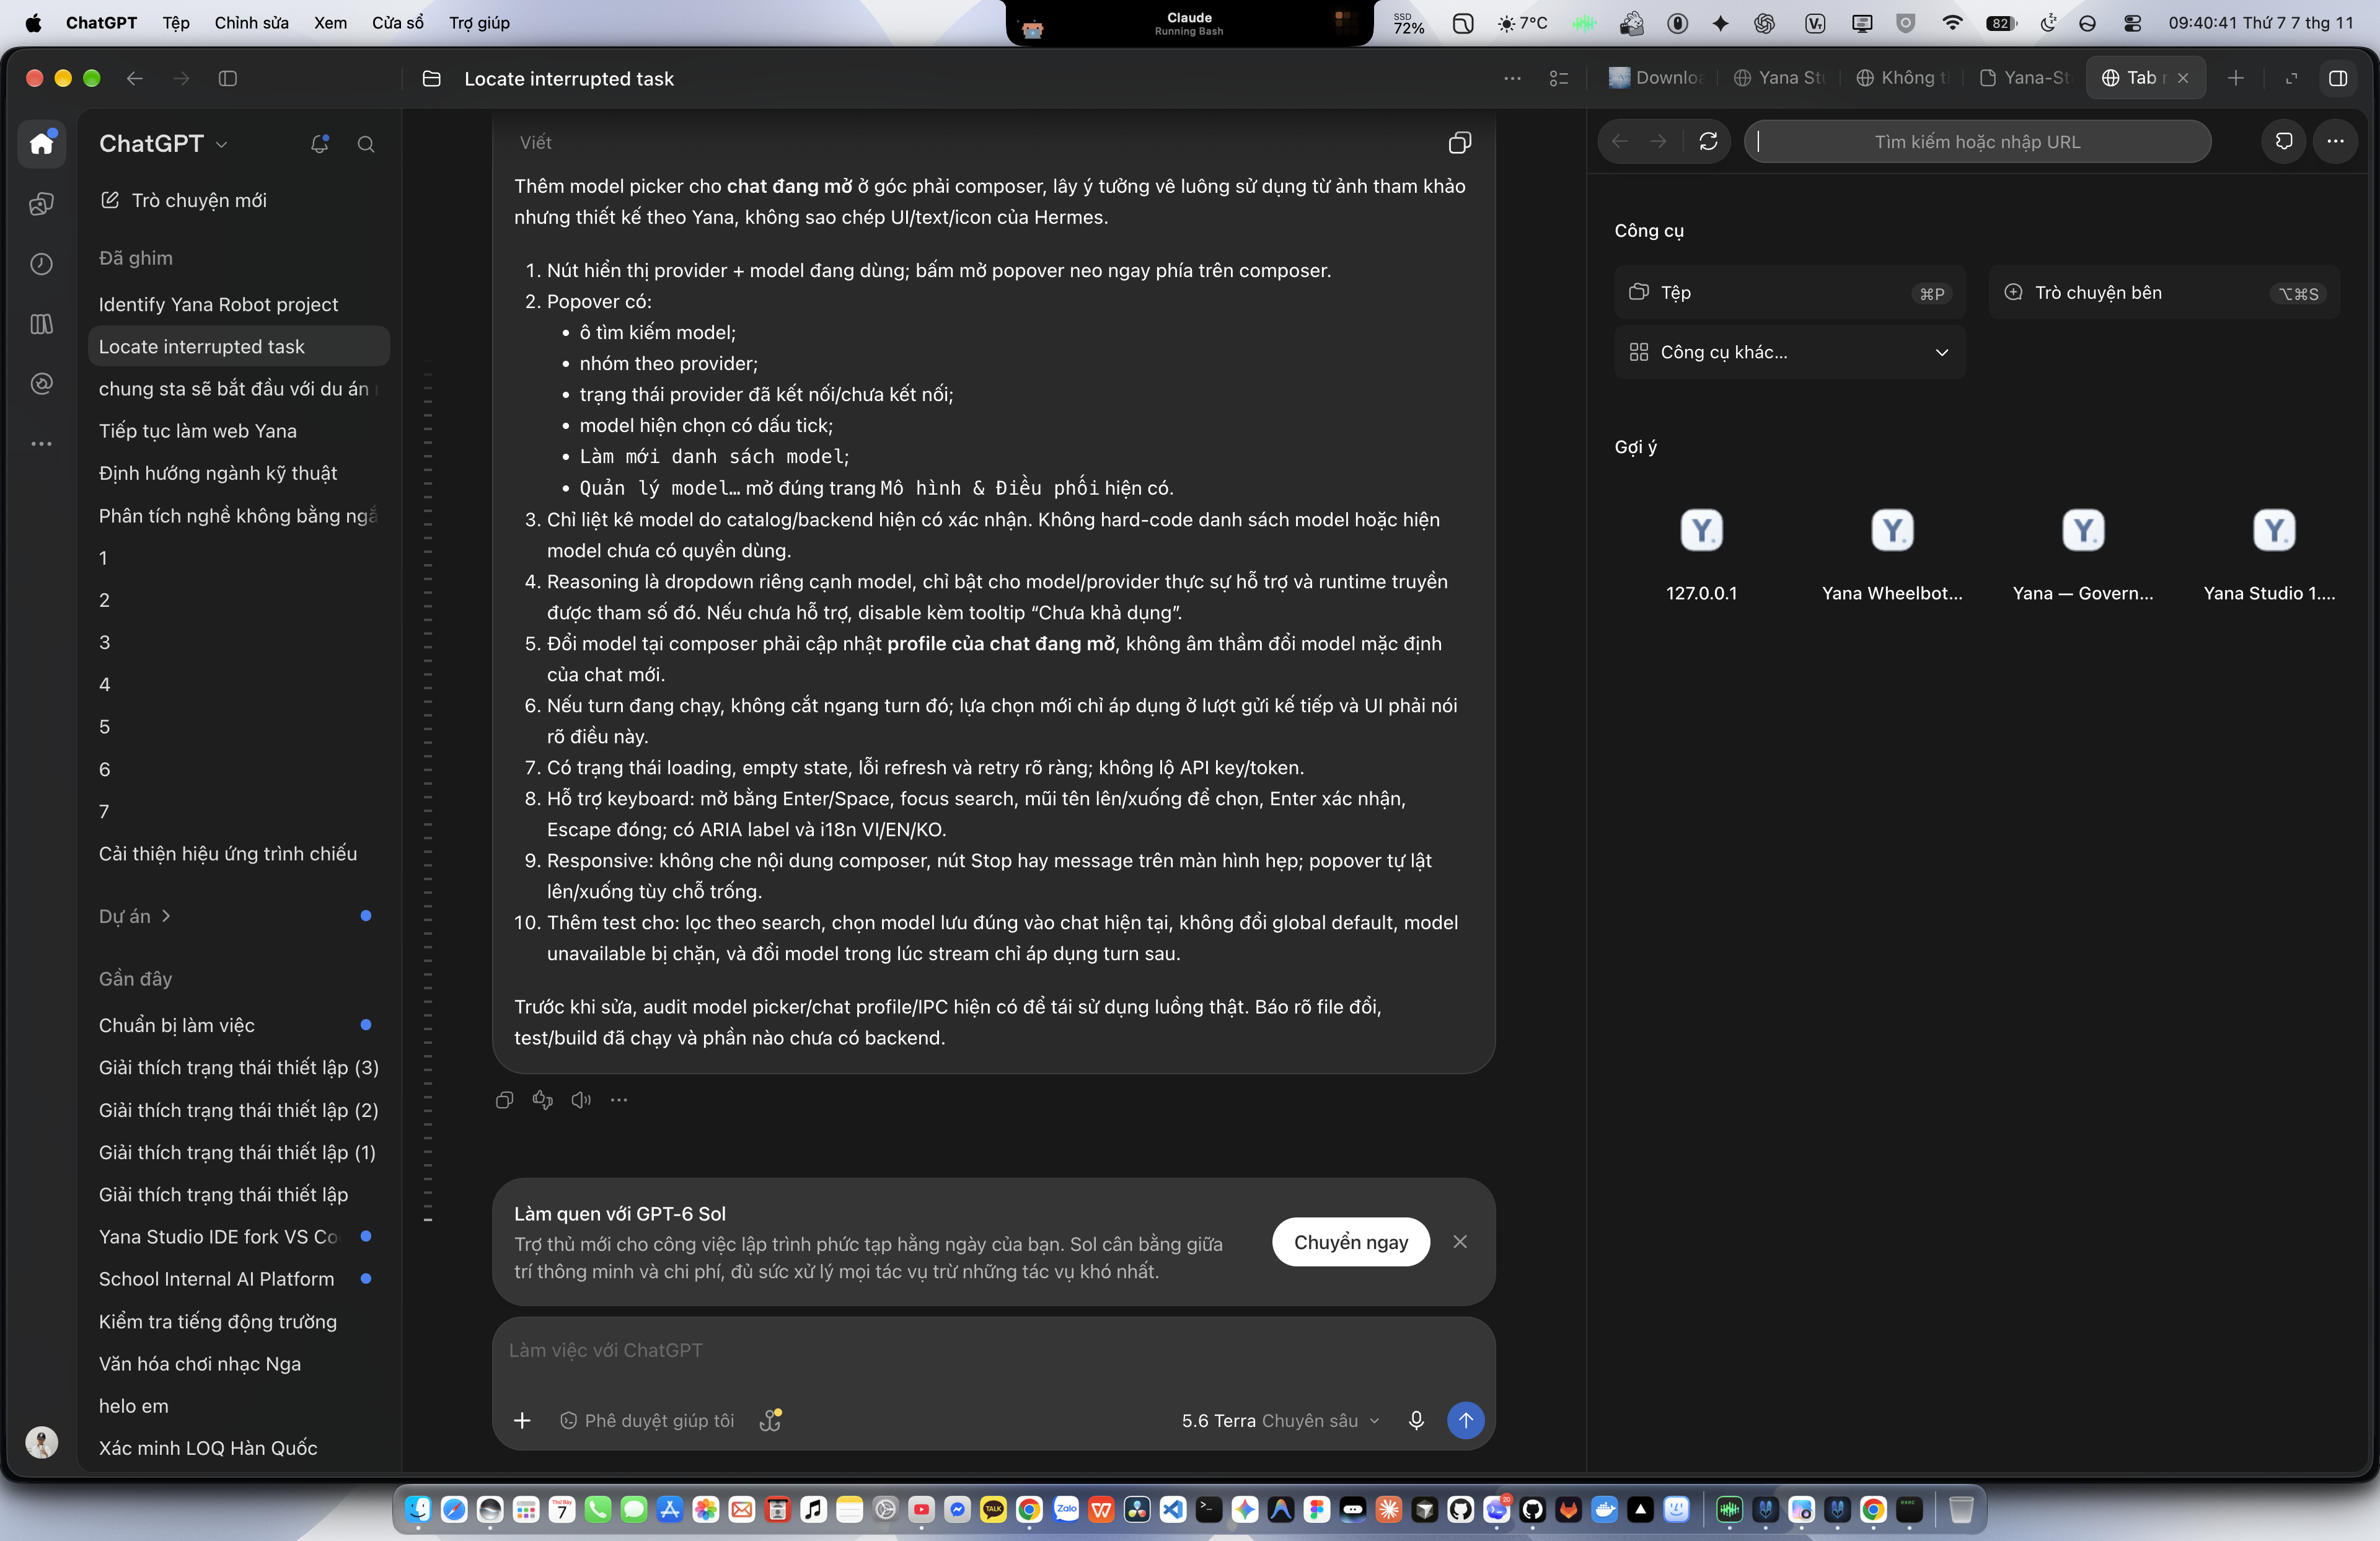 ChatGPT Tệp Chỉnh sửa Xem Cửa sổ Trợ giúp
Claude
Running Bash
SSD
72%
7°C
82
09:40:41 Thứ 7 7 thg 11
Locate interrupted task
Yana St
Không t
Yana-St
Tab
ChatGPT
Trò chuyện mới
Đã ghim
Identify Yana Robot project
Locate interrupted task
chung sta sẽ bắt đầu với du án
Tiếp tục làm web Yana
Định hướng ngành kỹ thuật
Phân tích nghề không bằng
1
2
3
4
5
6
7
Cải thiện hiệu ứng trình chiếu
Dự án
Gần đây
Chuẩn bị làm việc
Giải thích trạng thái thiết lập (3)
Giải thích trạng thái thiết lập (2)
Giải thích trạng thái thiết lập (1)
Giải thích trạng thái thiết lập
Yana Studio IDE fork VS Co
School Internal AI Platform
Kiểm tra tiếng động trường
Văn hóa chơi nhạc Nga
helo em
Xác minh LOQ Hàn Quốc
Viết
Thêm model picker cho chat đang mở ở góc phải composer, lấy ý tưởng về luồng sử dụng từ ảnh tham khảo
nhưng thiết kế theo Yana, không sao chép UI/text/icon của Hermes.
1. Nút hiển thị provider + model đang dùng; bấm mở popover neo ngay phía trên composer.
2. Popover có:
• ô tìm kiếm model;
• nhóm theo provider;
• trạng thái provider đã kết nối/chưa kết nối;
• model hiện chọn có dấu tick;
• Làm mới danh sách model;
• Quản lý model… mở đúng trang Mô hình & Điều phối hiện có.
3. Chỉ liệt kê model do catalog/backend hiện có xác nhận. Không hard-code danh sách model hoặc hiện
model chưa có quyền dùng.
4. Reasoning là dropdown riêng cạnh model, chỉ bật cho model/provider thực sự hỗ trợ và runtime truyền
được tham số đó. Nếu chưa hỗ trợ, disable kèm tooltip “Chưa khả dụng”.
5. Đổi model tại composer phải cập nhật profile của chat đang mở, không âm thầm đổi model mặc định
của chat mới.
6. Nếu turn đang chạy, không cắt ngang turn đó; lựa chọn mới chỉ áp dụng ở lượt gửi kế tiếp và UI phải nói
rõ điều này.
7. Có trạng thái loading, empty state, lỗi refresh và retry rõ ràng; không lộ API key/token.
8. Hỗ trợ keyboard: mở bằng Enter/Space, focus search, mũi tên lên/xuống để chọn, Enter xác nhận,
Escape đóng; có ARIA label và i18n VI/EN/KO.
9. Responsive: không che nội dung composer, nút Stop hay message trên màn hình hẹp; popover tự lật
lên/xuống tùy chỗ trống.
10. Thêm test cho: lọc theo search, chọn model lưu đúng vào chat hiện tại, không đổi global default, model
unavailable bị chặn, và đổi model trong lúc stream chỉ áp dụng turn sau.
Trước khi sửa, audit model picker/chat profile/IPC hiện có để tái sử dụng luồng thật. Báo rõ file đổi,
test/build đã chạy và phần nào chưa có backend.
Làm quen với GPT-6 Sol
Trợ thủ mới cho công việc lập trình phức tạp hằng ngày của bạn. Sol cân bằng giữa
trí thông minh và chi phí, đủ sức xử lý mọi tác vụ trừ những tác vụ khó nhất.
Chuyển ngay
Làm việc với ChatGPT
Phê duyệt giúp tôi
5.6 Terra Chuyên sâu
Tìm kiếm hoặc nhập URL
Công cụ
Tệp ⌘P
Trò chuyện bên ⌥⌘S
Công cụ khác...
Gợi ý
Y. Y. Y. Y.
127.0.0.1
Yana Wheelbot...
Yana — Govern...
Yana Studio 1....
7
TALK
Zalo
20